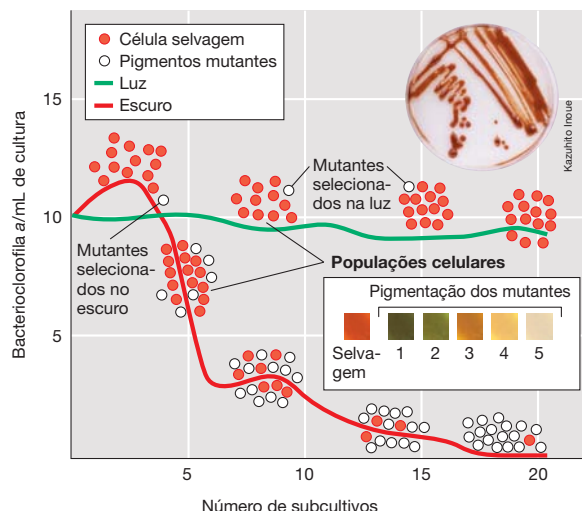 Célula selvagem
Pigmentos mutantes
Luz
Escuro
Kazuhito Inoue
15
10
5
Bacterioclorofila a/mL de cultura
Mutantes
seleciona-
dos no
escuro
Mutantes
seleciona-
dos na luz
Populações celulares
Pigmentação dos mutantes
Selva-
gem
1 2 3 4 5
5 10 15 20
Número de subcultivos